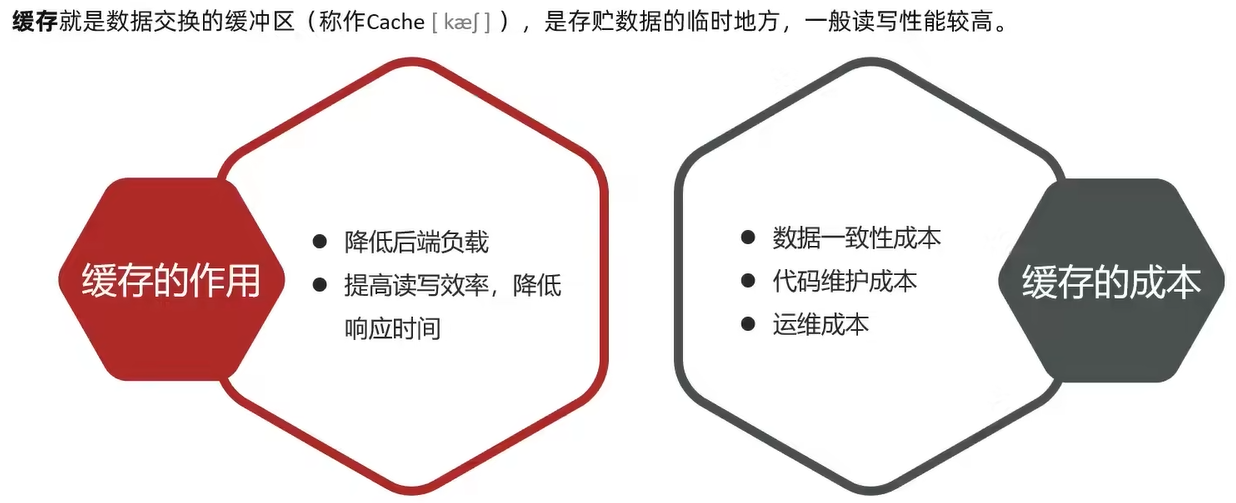 缓存就是数据交换的缓冲区（称作Cache [ kæʃ ] ），是存贮数据的临时地方，一般读写性能较高。
缓存的作用
● 降低后端负载
● 提高读写效率，降低
响应时间
● 数据一致性成本
● 代码维护成本
● 运维成本
缓存的成本